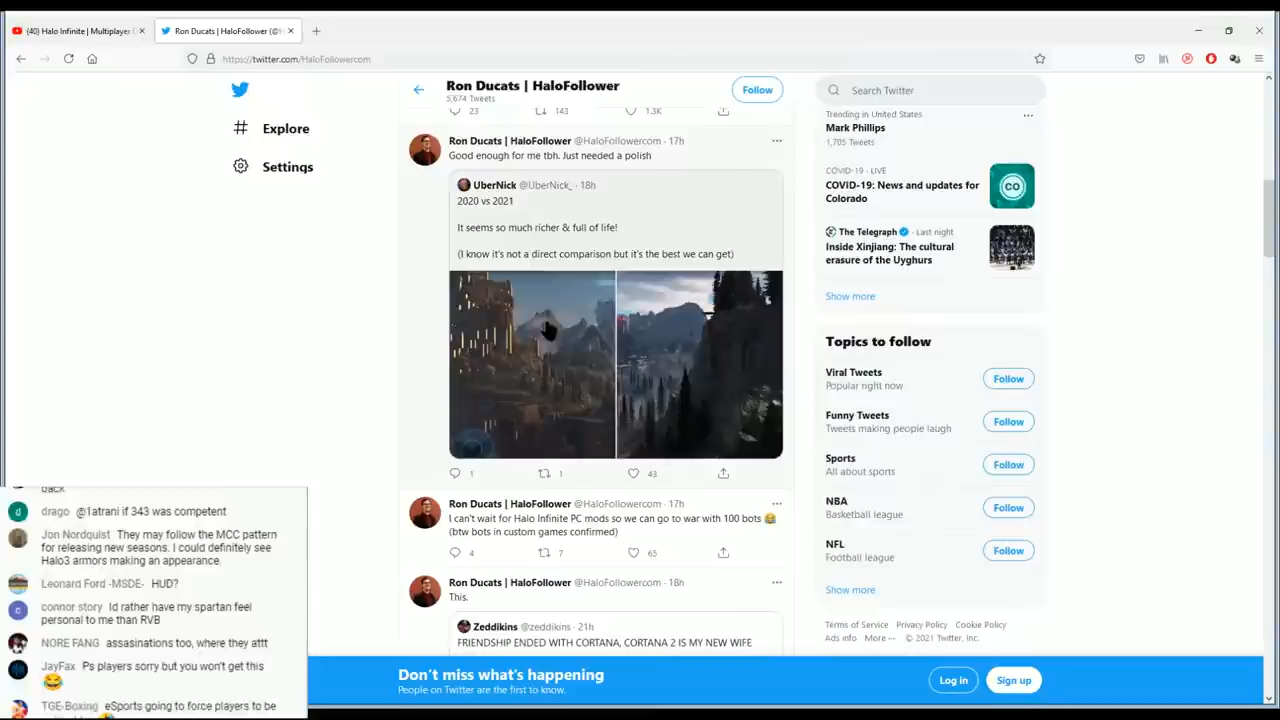 (40) Halo Infinite | Multiplayer
Ron Ducats | HaloFollower (@
https://twitter.com/HaloFollowercom
Explore
Settings
Ron Ducats | HaloFollower
5,674 Tweets
Follow
23 143 1.3K
Ron Ducats | HaloFollower @HaloFollowercom · 17h
Good enough for me tbh. Just needed a polish
UberNick @UberNick_ · 18h
2020 vs 2021
It seems so much richer & full of life!
(I know it's not a direct comparison but it's the best we can get)
1 1 43
Ron Ducats | HaloFollower @HaloFollowercom · 17h
I can't wait for Halo Infinite PC mods so we can go to war with 100 bots 😂
(btw bots in custom games confirmed)
4 7 65
Ron Ducats | HaloFollower @HaloFollowercom · 18h
This.
Zeddikins @zeddikins · 21h
FRIENDSHIP ENDED WITH CORTANA, CORTANA 2 IS MY NEW WIFE
Search Twitter
Trending in United States
Mark Phillips
1,705 Tweets
COVID-19 · LIVE
COVID-19: News and updates for
Colorado
CO
The Telegraph · Last night
Inside Xinjiang: The cultural
erasure of the Uyghurs
Show more
Topics to follow
Viral Tweets
Popular right now
Follow
Funny Tweets
Tweets making people laugh
Follow
Sports
All about sports
Follow
NBA
Basketball league
Follow
NFL
Football league
Follow
Show more
Terms of Service Privacy Policy Cookie Policy
Ads info More ··· © 2021 Twitter, Inc.
back
drago @1atrani if 343 was competent
Jon Nordquist They may follow the MCC pattern
for releasing new seasons. I could definitely see
Halo3 armors making an appearance.
Leonard Ford -MSDE- HUD?
connor story Id rather have my spartan feel
personal to me than RVB
NORE FANG assasinations too, where they attt
JayFax Ps players sorry but you won't get this
😂
TGE-Boxing eSports going to force players to be
Don't miss what's happening
People on Twitter are the first to know.
Log in
Sign up